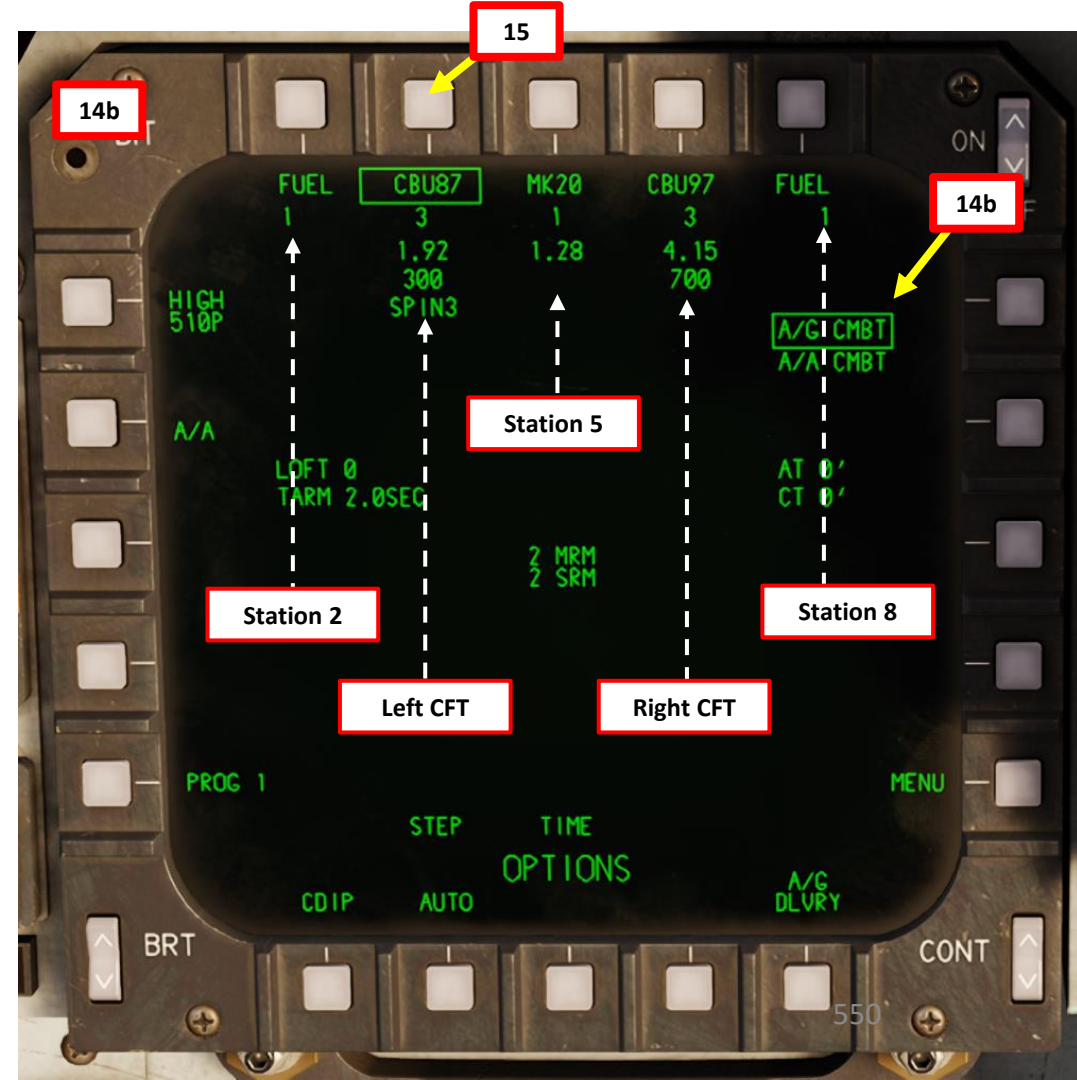 15
14b
BIT
ON
FUEL CBU87 MK20 CBU97 FUEL
1 3 1 3 1
14b
1.92 1.28 4.15
300 700
HIGH SPIN3
510P
A/G CMBT
A/A CMBT
Station 5
A/A
LOFT 0 AT 0'
TARM 2.0SEC CT 0'
2 MRM
2 SRM
Station 2 Station 8
Left CFT Right CFT
PROG 1 MENU
STEP TIME
OPTIONS
A/G
CDIP AUTO DLVRY
BRT CONT
550